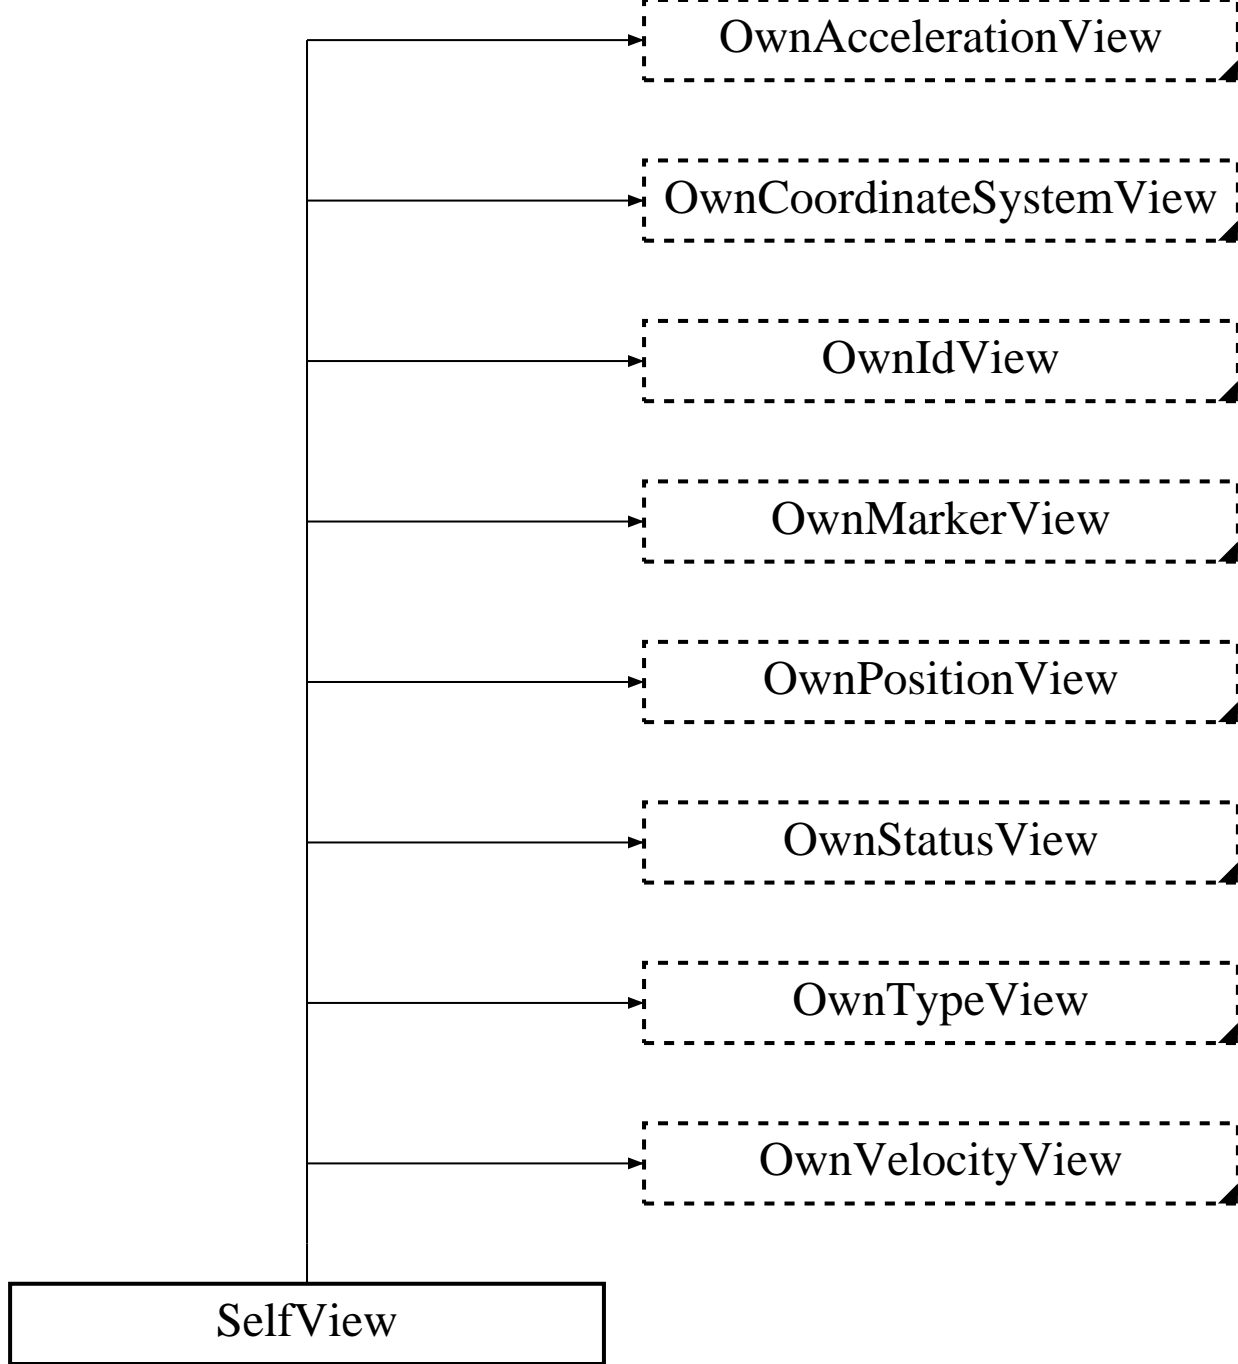 OwnAccelerationView
OwnCoordinateSystemView
OwnIdView
OwnMarkerView
OwnPositionView
OwnStatusView
OwnTypeView
OwnVelocityView
SelfView